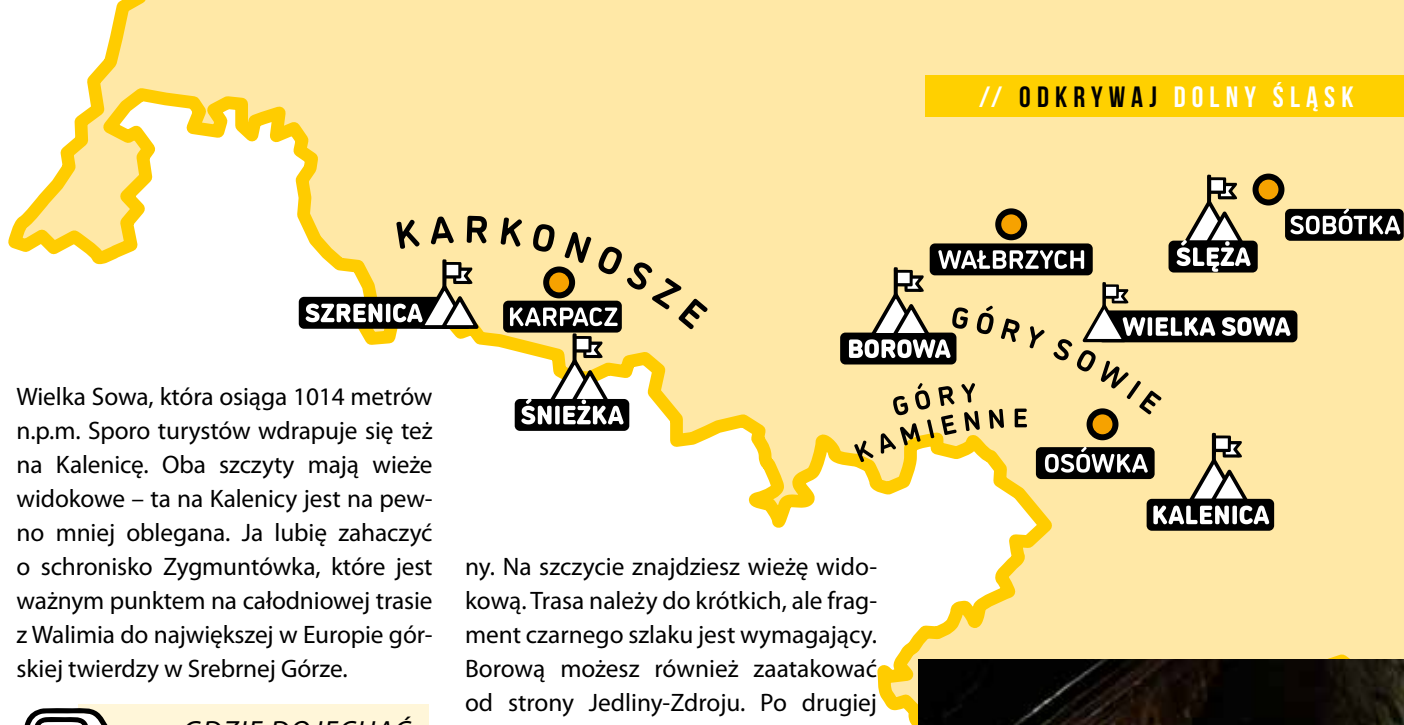 // ODKRYWAJ DOLNY ŚLĄSK
KARKONOSZE
SZRENICA
KARPACZ
ŚNIEŻKA
WAŁBRZYCH
ŚLĘŻA
SOBÓTKA
BOROWA
GÓRY SOWIE
WIELKA SOWA
GÓRY
KAMIENNE
OSÓWKA
KALENICA
Wielka Sowa, która osiąga 1014 metrów
n.p.m. Sporo turystów wdrapuje się też
na Kalenicę. Oba szczyty mają wieże
widokowe – ta na Kalenicy jest na pew-
no mniej oblegana. Ja lubię zahaczyć
o schronisko Zygmuntówka, które jest
ważnym punktem na całodniowej trasie
z Walimia do największej w Europie gór-
skiej twierdzy w Srebrnej Górze.
GDZIE DOJECHAĆ
ny. Na szczycie znajdziesz wieżę wido-
kową. Trasa należy do krótkich, ale frag-
ment czarnego szlaku jest wymagający.
Borową możesz również zaatakować
od strony Jedliny-Zdroju. Po drugiej